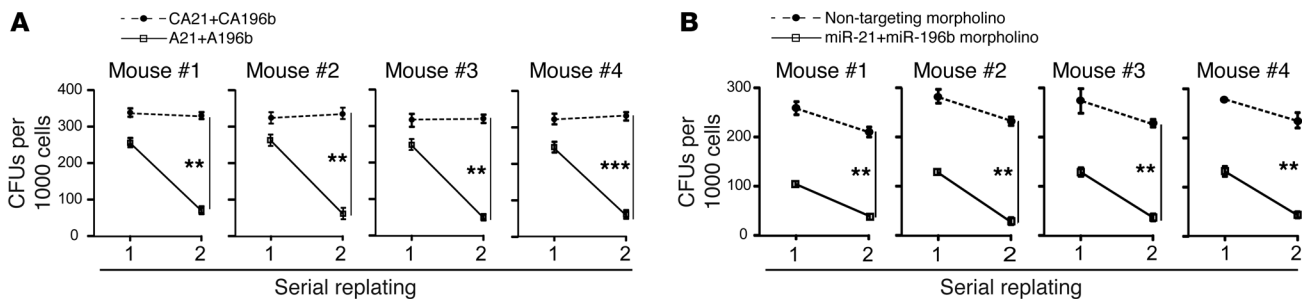 A
CA21+CA196b
A21+A196b
Mouse #1 Mouse #2 Mouse #3 Mouse #4
CFUs per
1000 cells
400
300
200
100
0
** ** ** ***
1 2 1 2 1 2 1 2
Serial replating
B
Non-targeting morpholino
miR-21+miR-196b morpholino
Mouse #1 Mouse #2 Mouse #3 Mouse #4
CFUs per
1000 cells
300
200
100
0
** ** ** **
1 2 1 2 1 2 1 2
Serial replating